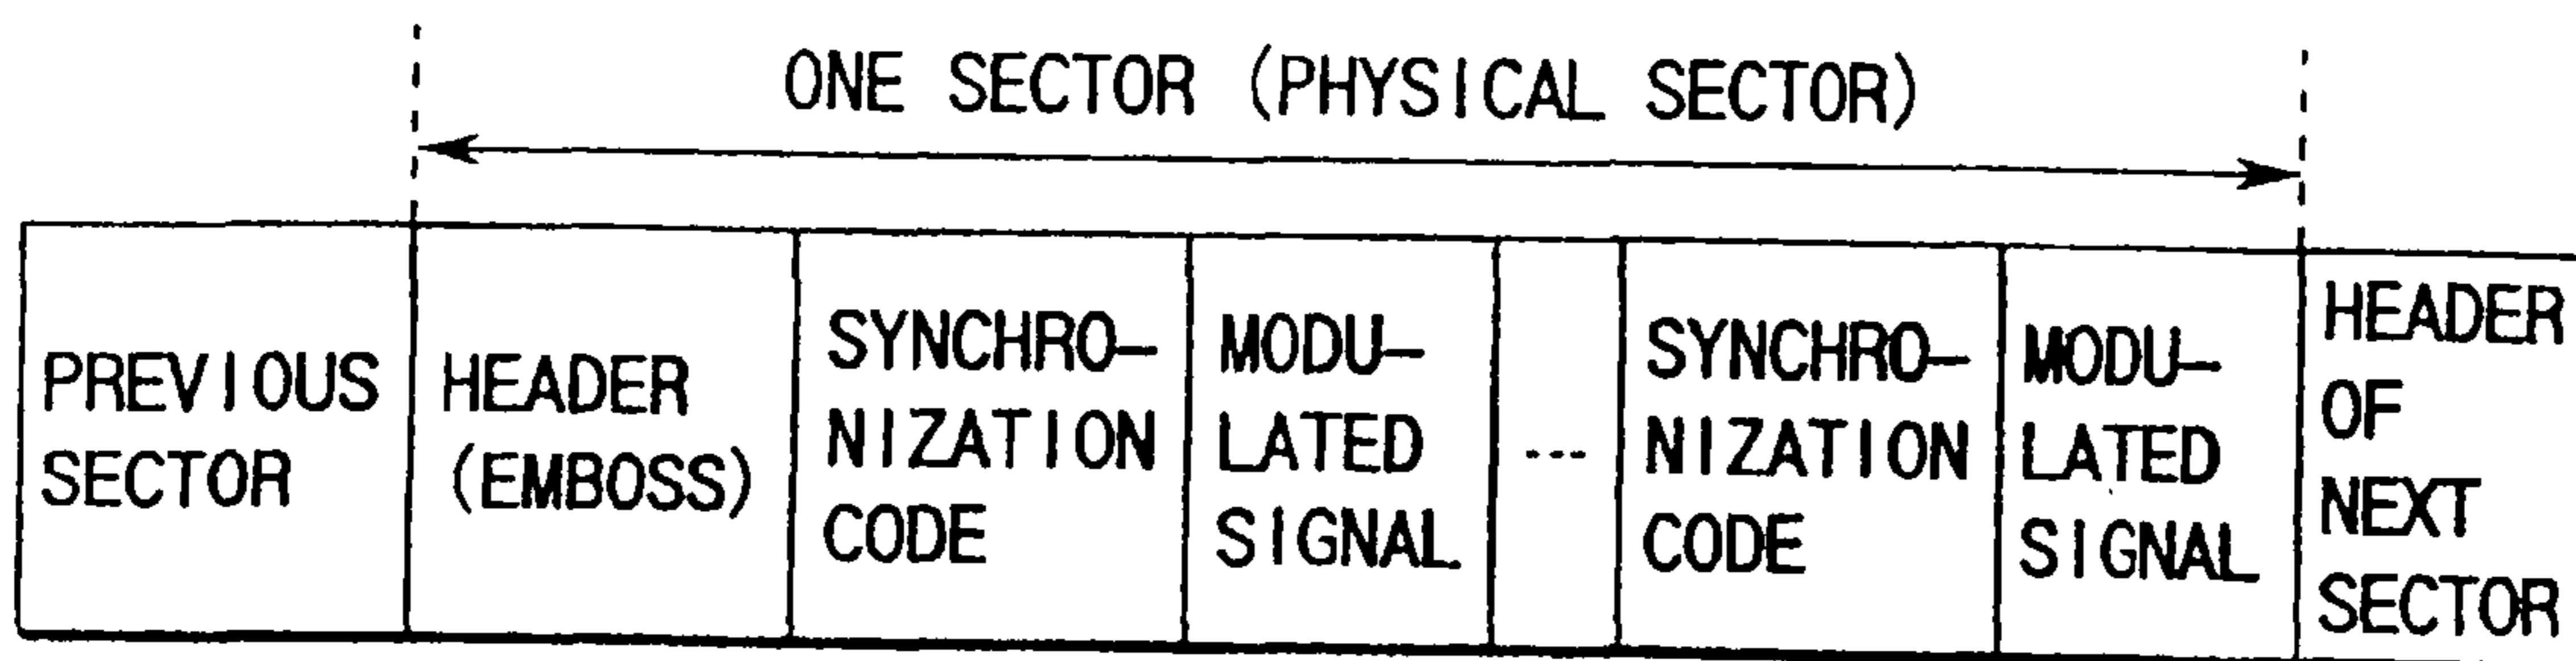 ONE SECTOR (PHYSICAL SECTOR)
PREVIOUS
SECTOR
HEADER
(EMBOSS)
SYNCHRO-
NIZATION
CODE
MODU-
LATED
SIGNAL
---
SYNCHRO-
NIZATION
CODE
MODU-
LATED
SIGNAL
HEADER
OF
NEXT
SECTOR